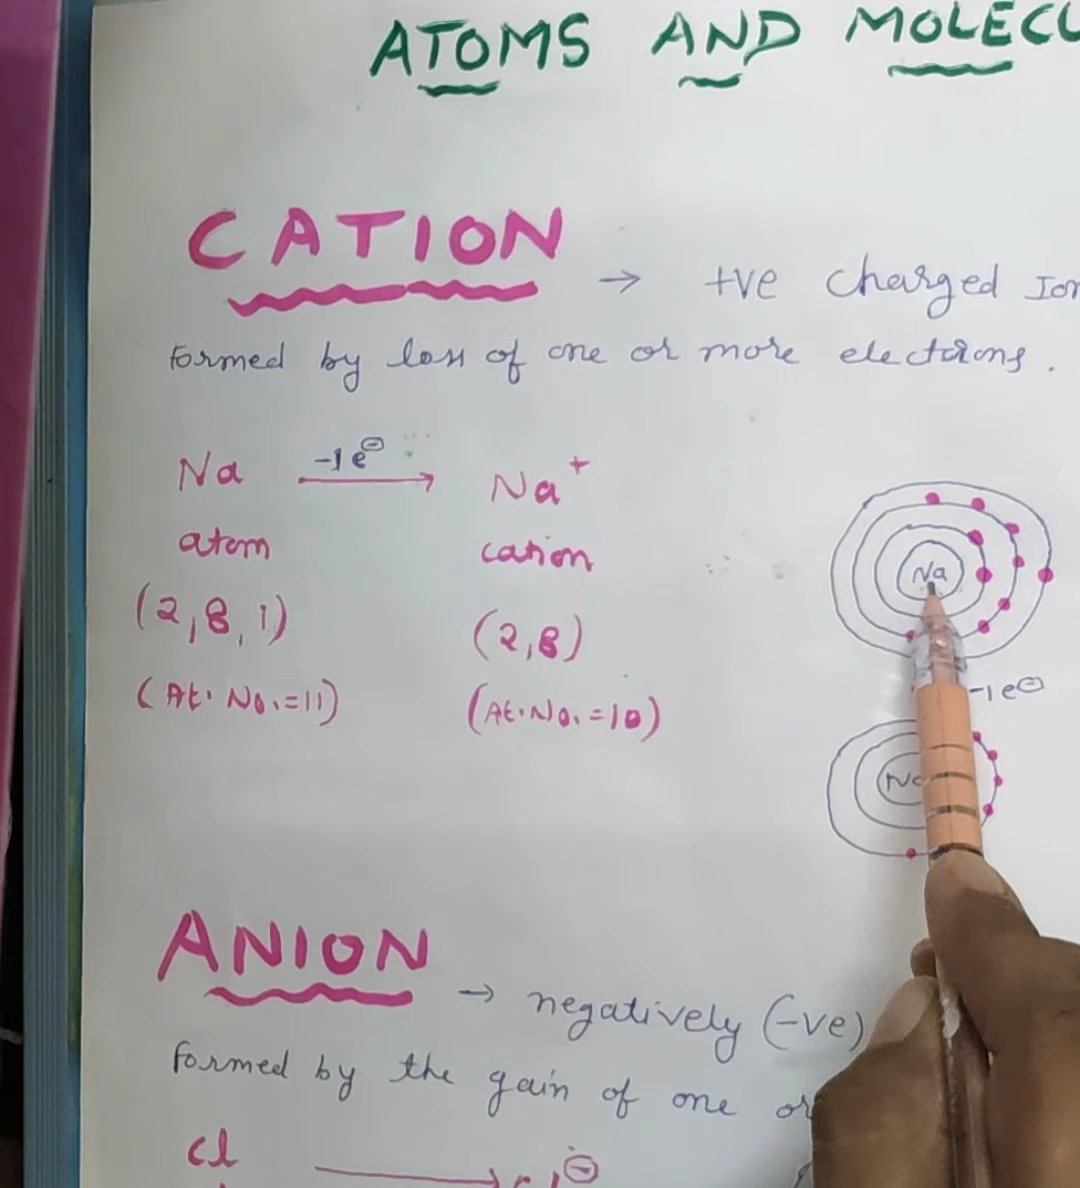 ATOMS AND MOLECU
CATION → +ve charged Ion
formed by loss of one or more electrons.
Na -1e⊖ → Na⁺
atom cation
(2,8,1) (2,8)
(At. No.=11) (At. No.=10)
Na
-1e⊖
Na
ANION → negatively (-ve)
Formed by the gain of one or
Cl → Cl⊖